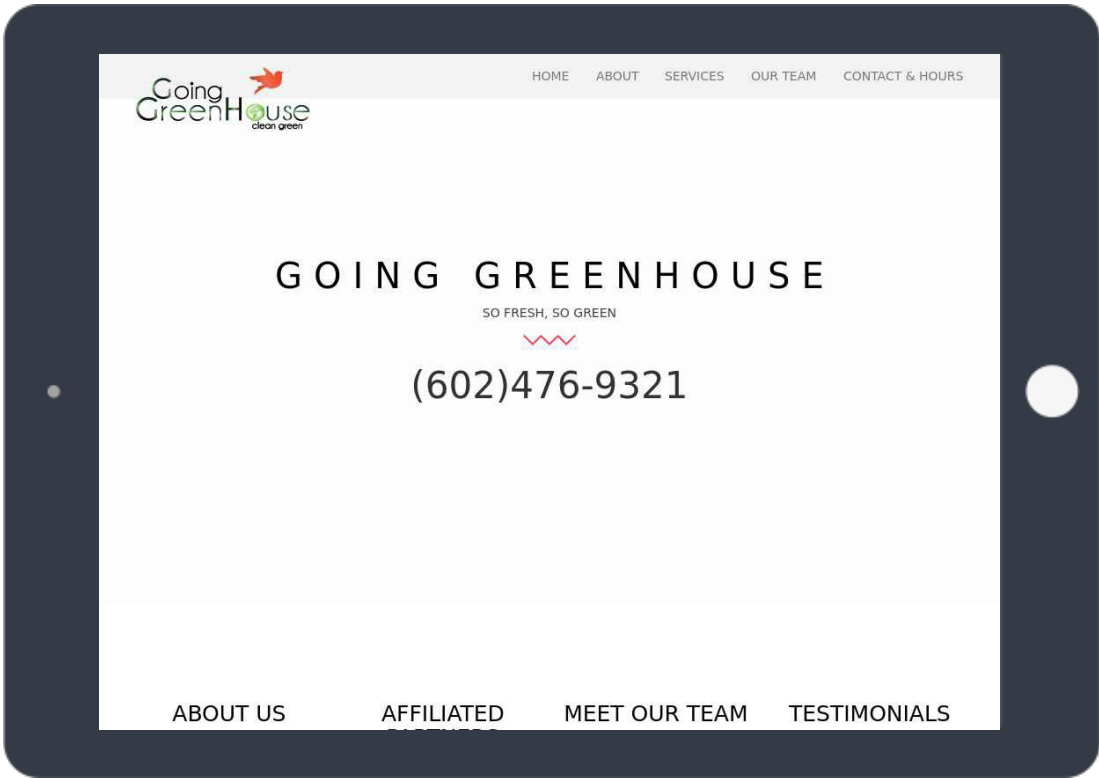 Going
GreenHouse
clean green
HOME ABOUT SERVICES OUR TEAM CONTACT & HOURS
GOING GREENHOUSE
SO FRESH, SO GREEN
(602)476-9321
ABOUT US AFFILIATED MEET OUR TEAM TESTIMONIALS